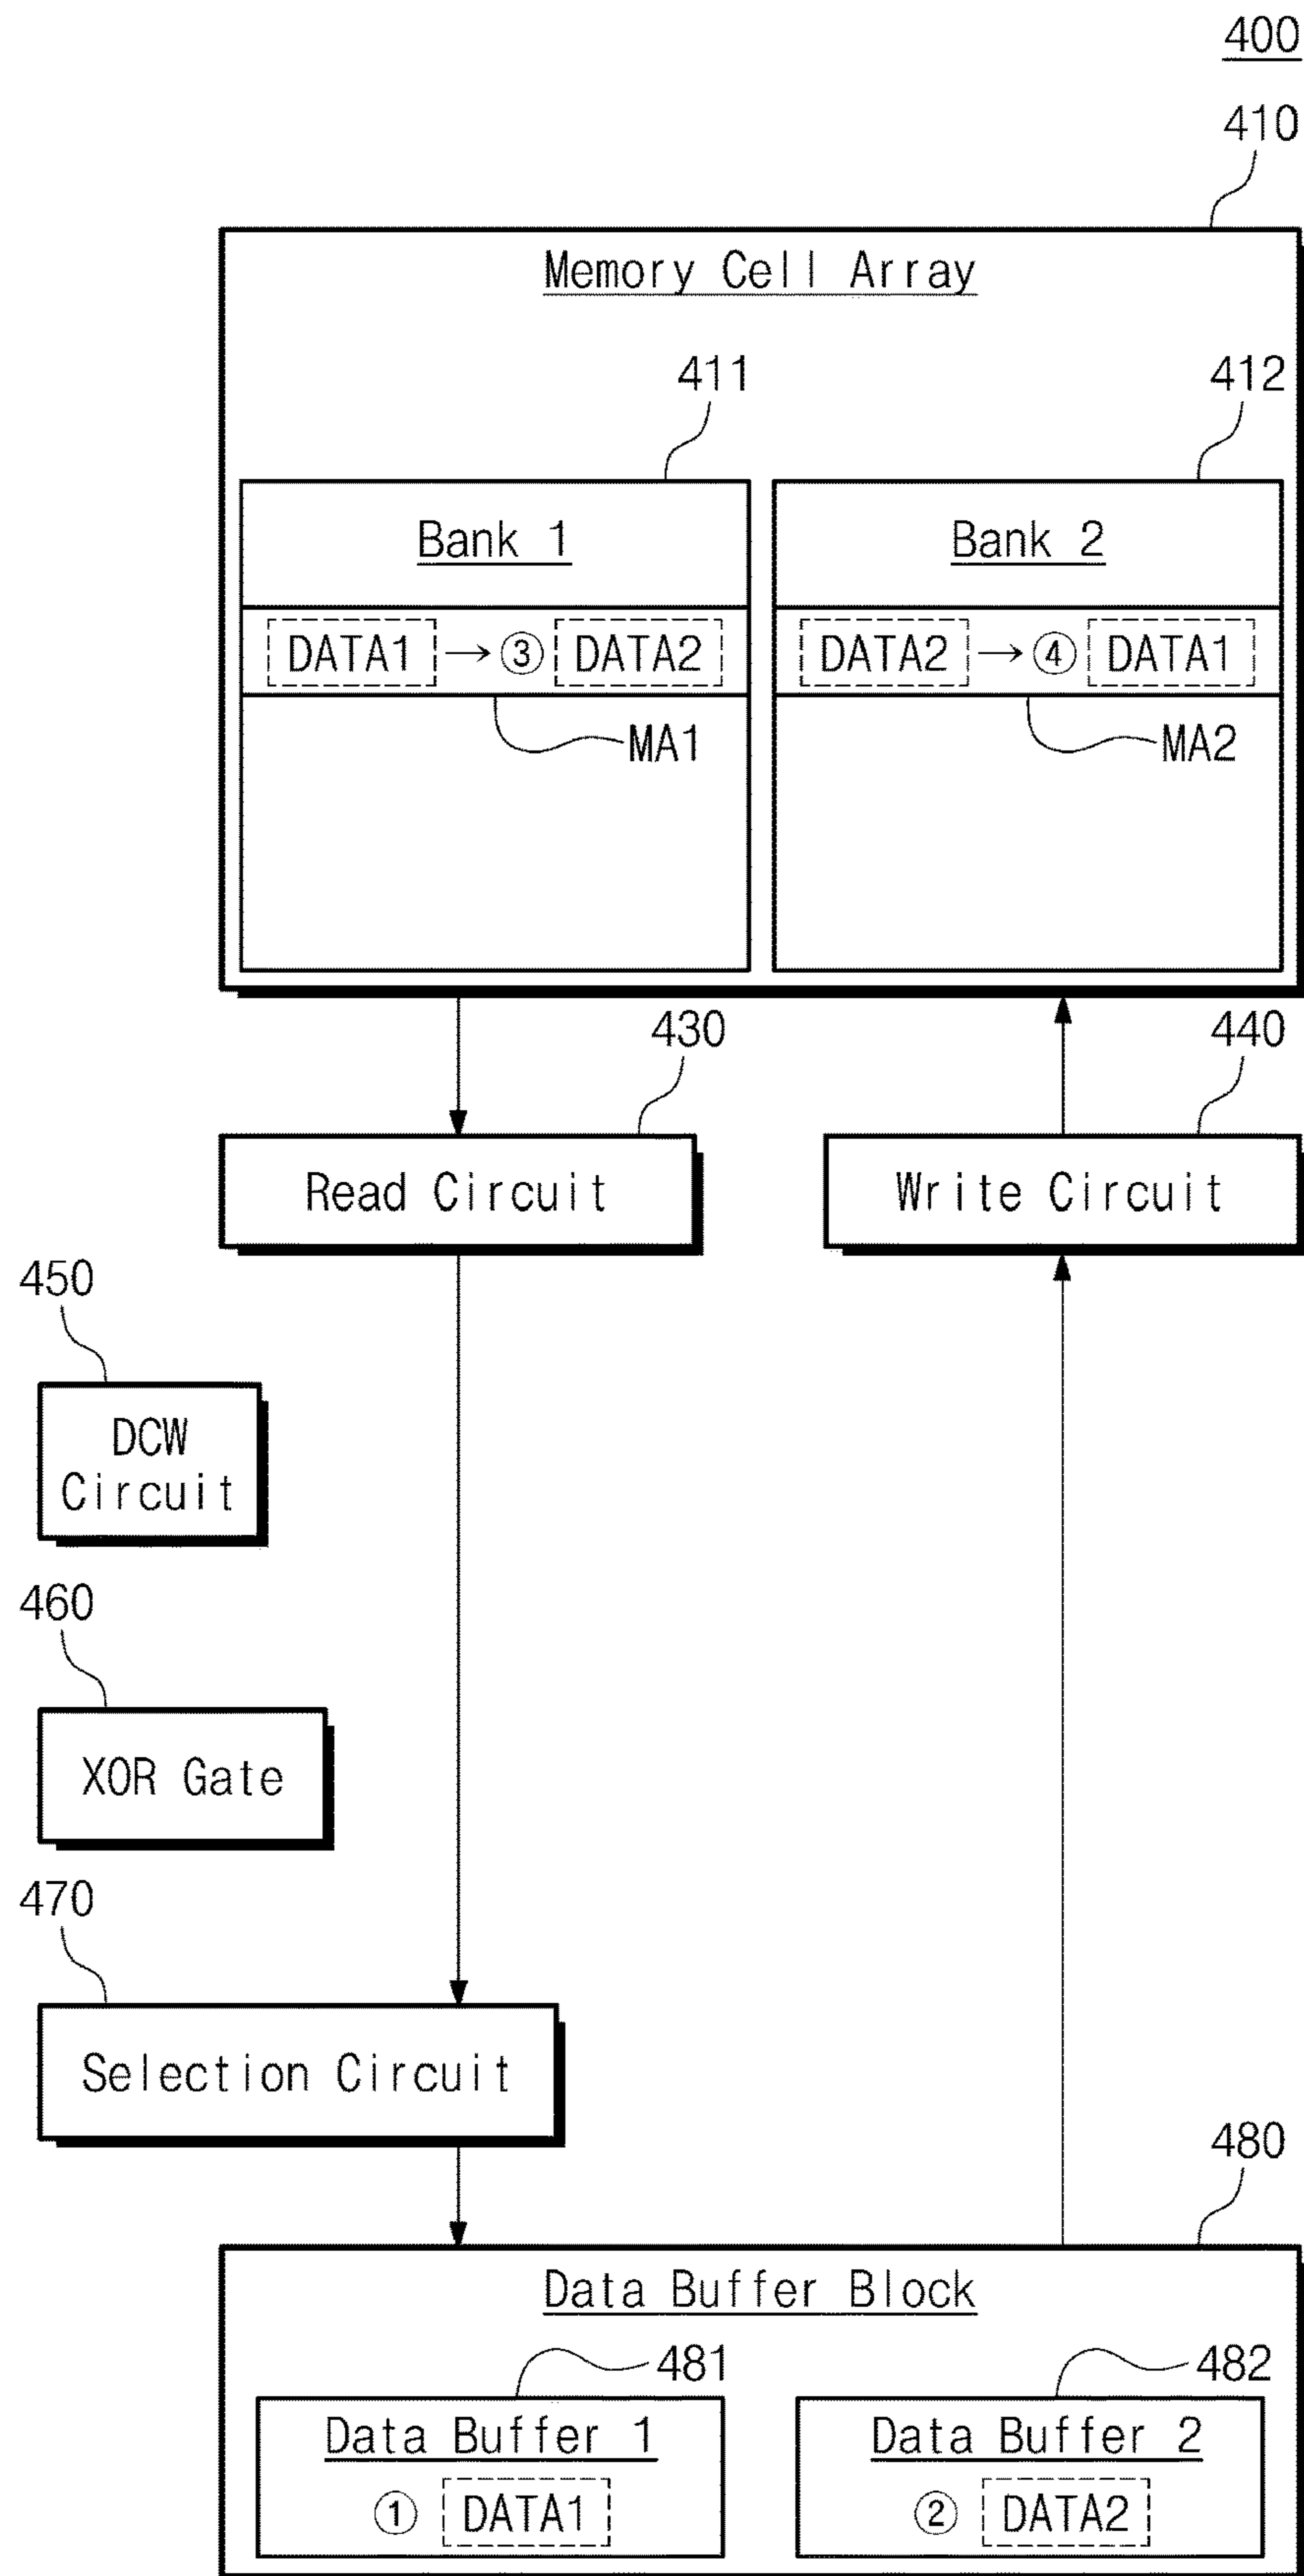 400
410
Memory Cell Array
411
412
Bank 1
Bank 2
DATA1 → ③ DATA2
DATA2 → ④ DATA1
MA1
MA2
430
440
Read Circuit
Write Circuit
450
DCW
Circuit
460
XOR Gate
470
Selection Circuit
480
Data Buffer Block
481
482
Data Buffer 1
Data Buffer 2
① DATA1
② DATA2